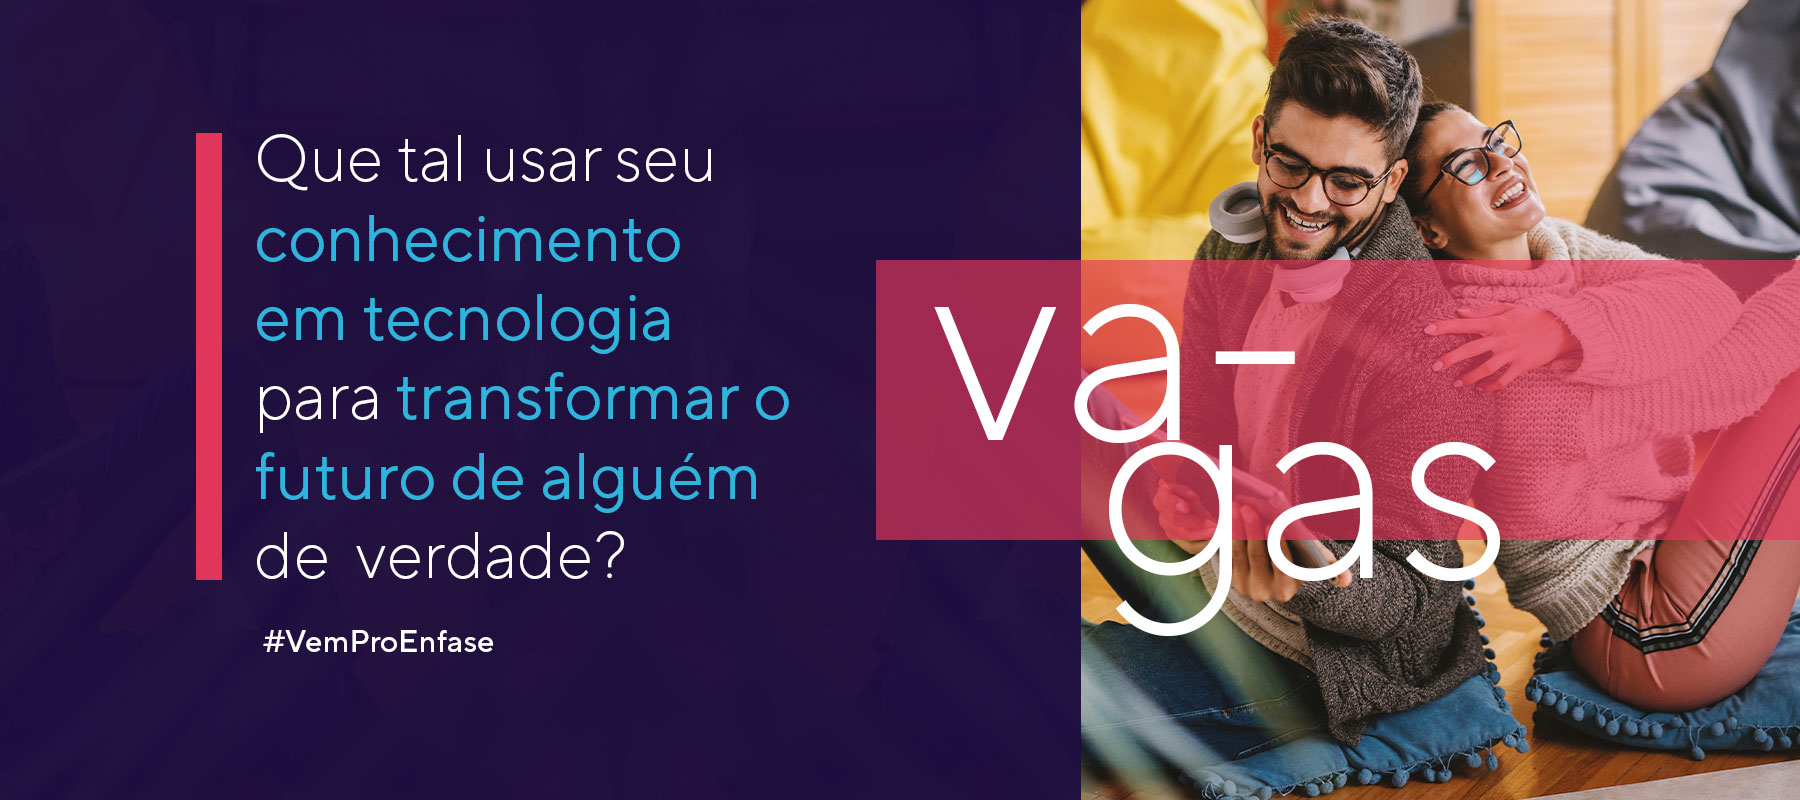 Que tal usar seu
conhecimento
em tecnologia
para transformar o
futuro de alguém
de verdade?
#VemProEnfase
va-
gas